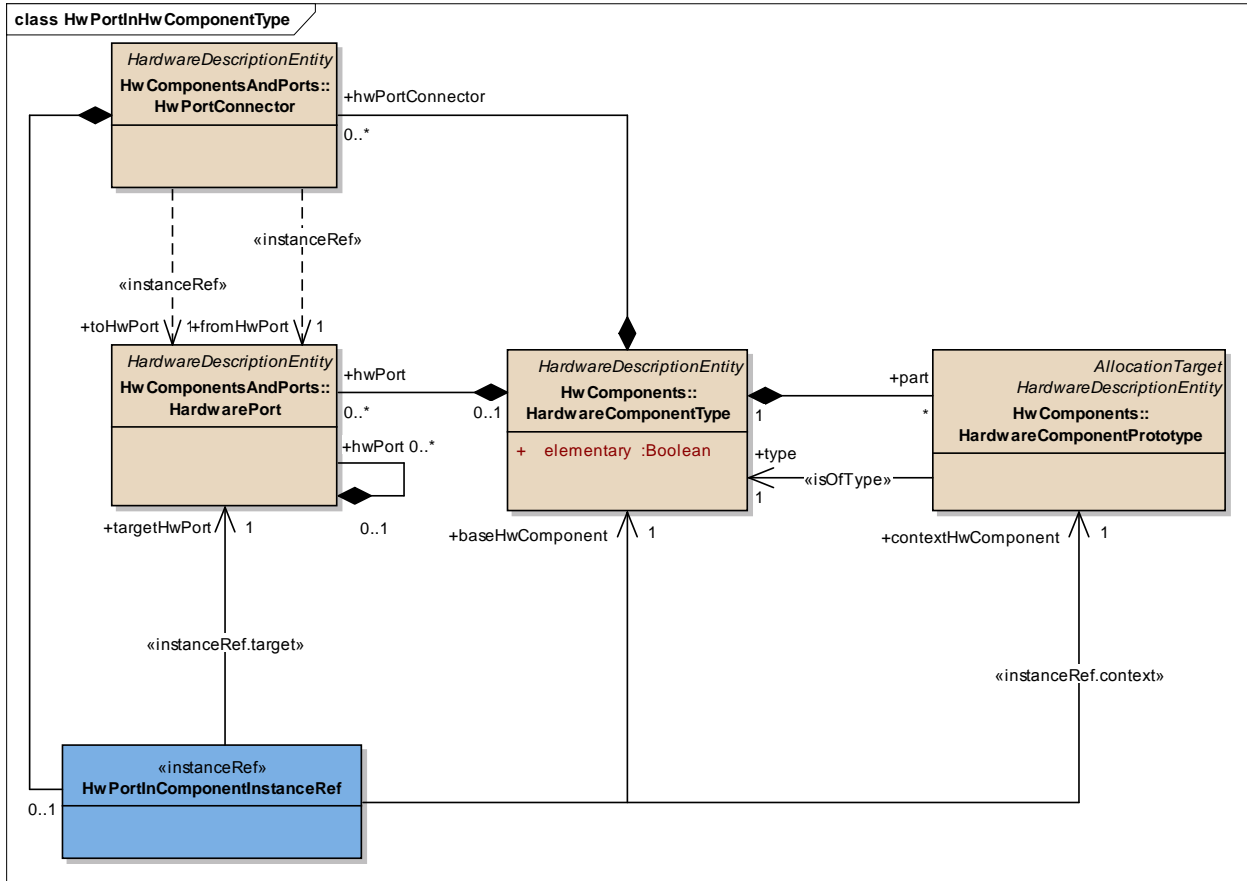 class HwPortInHwComponentType
HardwareDescriptionEntity
HwComponentsAndPorts::
HwPortConnector
+hwPortConnector
0..*
«instanceRef»
«instanceRef»
+toHwPort
1
+fromHwPort
1
HardwareDescriptionEntity
HwComponentsAndPorts::
HardwarePort
+hwPort
0..*
0..1
+hwPort 0..*
0..1
HardwareDescriptionEntity
HwComponents::
HardwareComponentType
+ elementary :Boolean
1
+part
*
+type
1
«isOfType»
AllocationTarget
HardwareDescriptionEntity
HwComponents::
HardwareComponentPrototype
+targetHwPort
1
+baseHwComponent
1
+contextHwComponent
1
«instanceRef.target»
«instanceRef.context»
«instanceRef»
HwPortInComponentInstanceRef
0..1